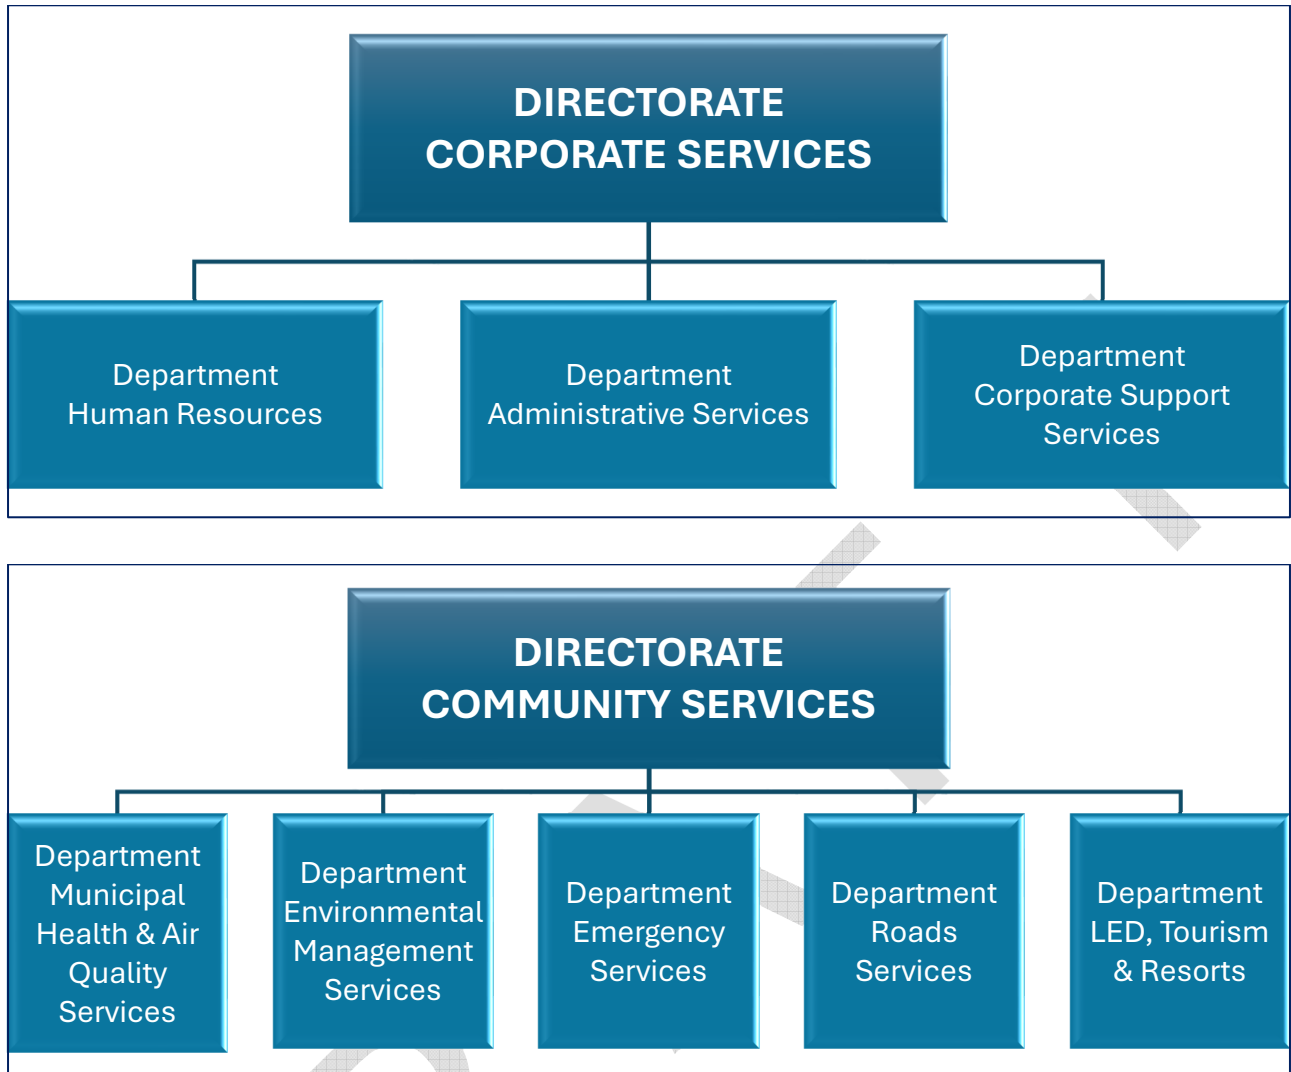 DIRECTORATE
CORPORATE SERVICES
Department
Human Resources
Department
Administrative Services
Department
Corporate Support
Services
DIRECTORATE
COMMUNITY SERVICES
Department
Municipal
Health & Air
Quality
Services
Department
Environmental
Management
Services
Department
Emergency
Services
Department
Roads
Services
Department
LED, Tourism
& Resorts